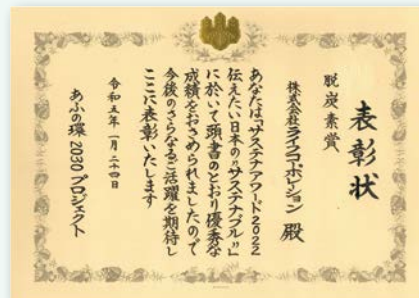 表彰状
脱炭素賞
株式会社ライフコーポレーション 殿
あなたは「サステナアワード2022
伝えたい日本の“サステナブル”」
に於いて頭書のとおり優秀な
成績をおさめられましたので
今後のさらなるご活躍を期待し
ここに表彰いたします
令和五年一月二十四日
あふの環2030プロジェクト